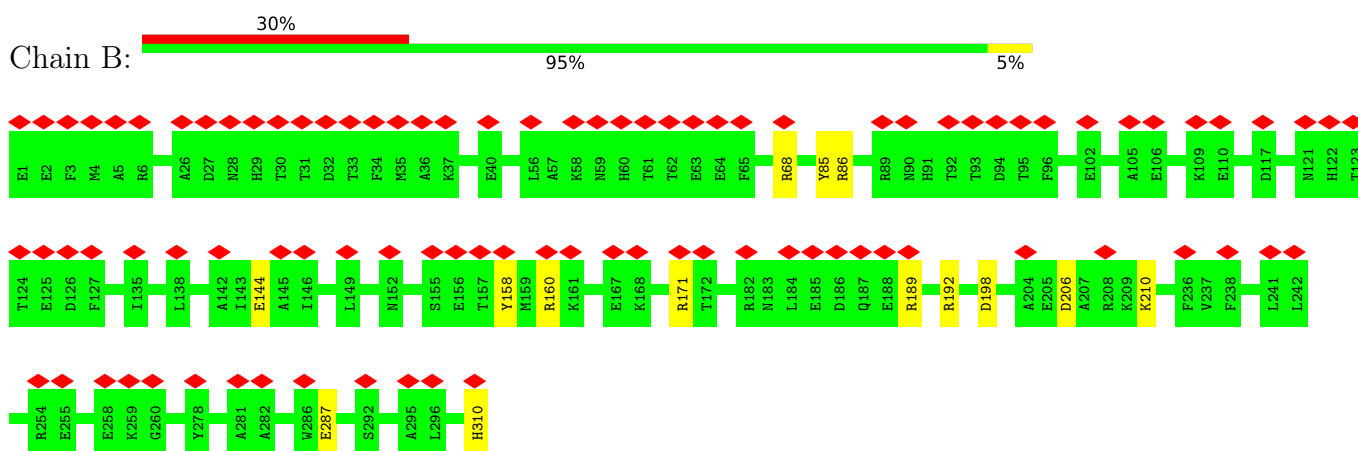 30%
Chain B:
95% 5%
E1 E2 F3 M4 A5 R6 A26 D27 N28 H29 T30 T31 D32 T33 F34 M35 A36 K37 E40 L56 A57 K58 N59 H60 T61 T62 E63 E64 F65 R68 Y85 R86 R89 N90 H91 T92 T93 D94 T95 F96 E102 A105 E106 K109 E110 D117 N121 H122 T123
T124 E125 D126 F127 I135 L138 A142 I143 E144 A145 I146 L149 N152 S155 E156 T157 Y158 M159 R160 K161 E167 K168 R171 T172 R182 N183 L184 E185 D186 Q187 E188 R189 R192 D198 A204 E205 D206 A207 R208 K209 K210 F236 V237 F238 L241 L242
R254 E255 E258 K259 G260 Y278 A281 A282 W286 E287 S292 A295 L296 H310